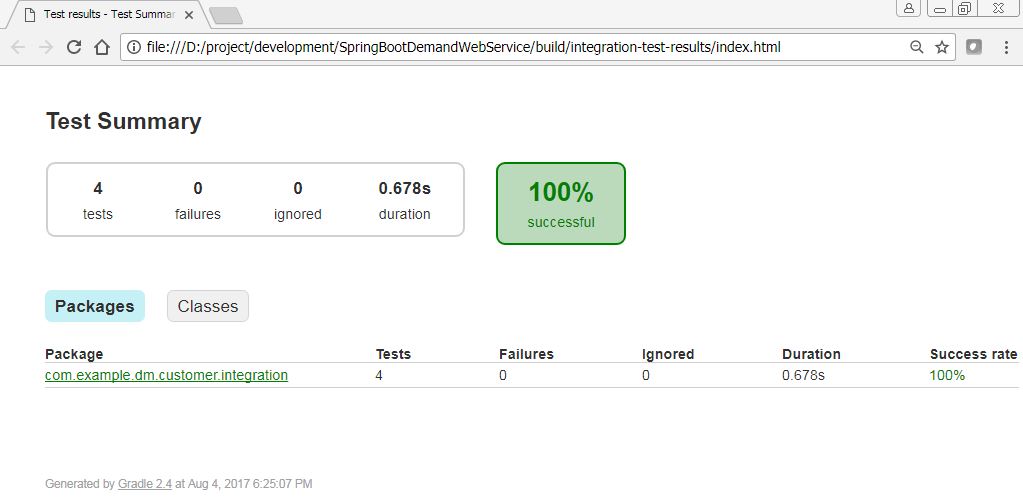 Test results - Test Summar
file:///D:/project/development/SpringBootDemandWebService/build/integration-test-results/index.html
Test Summary
4 0 0 0.678s
tests failures ignored duration
100%
successful
Packages Classes
Package Tests Failures Ignored Duration Success rate
com.example.dm.customer.integration 4 0 0 0.678s 100%
Generated by Gradle 2.4 at Aug 4, 2017 6:25:07 PM